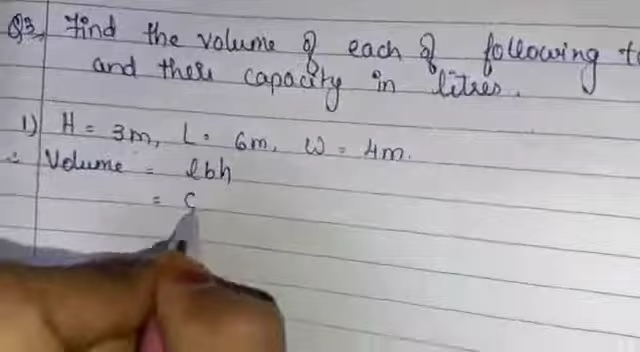 Q3. Find the volume of each of following
and their capacity in litres.
1) H = 3m, L = 6m, W = 4m.
∴ Volume = lbh
=